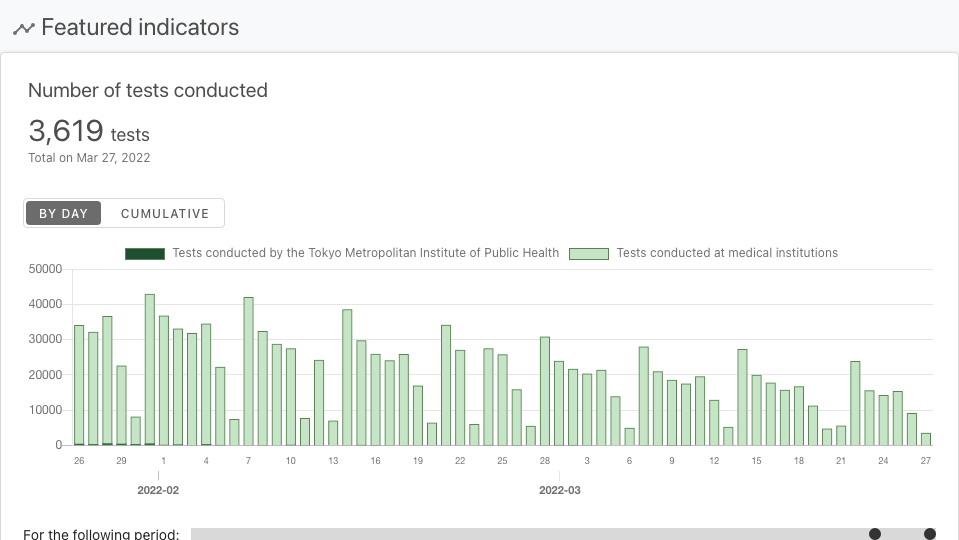 Featured indicators
Number of tests conducted
3,619 tests
Total on Mar 27, 2022
BY DAY CUMULATIVE
Tests conducted by the Tokyo Metropolitan Institute of Public Health Tests conducted at medical institutions
50000
40000
30000
20000
10000
0
26 29 1 4 7 10 13 16 19 22 25 28 3 6 9 12 15 18 21 24 27
2022-02 2022-03
For the following period: